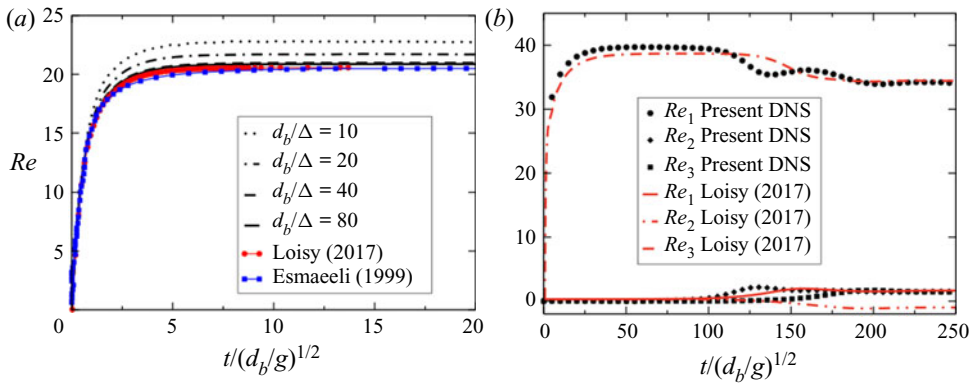 (a)
25
20
15
Re
10
5
0
0
5
10
15
20
t/(d_b/g)^{1/2}
d_b/Δ = 10
d_b/Δ = 20
d_b/Δ = 40
d_b/Δ = 80
Loisy (2017)
Esmaeeli (1999)
(b)
40
30
20
10
0
0
50
100
150
200
250
t/(d_b/g)^{1/2}
Re_1 Present DNS
Re_2 Present DNS
Re_3 Present DNS
Re_1 Loisy (2017)
Re_2 Loisy (2017)
Re_3 Loisy (2017)